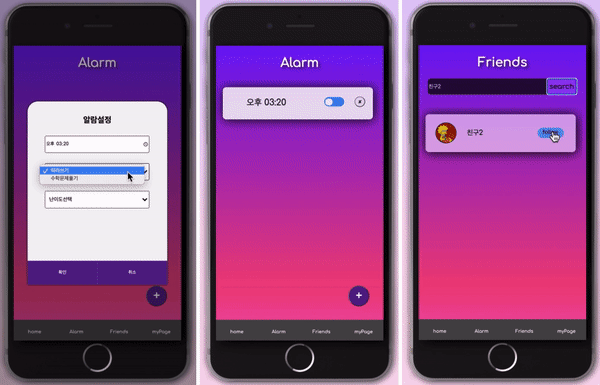 Alarm
알람설정
오후 03:20
✓ 따라쓰기
수학문제풀기
난이도선택
확인
취소
+
home
Alarm
Friends
myPage
Alarm
오후 03:20
+
home
Alarm
Friends
myPage
Friends
친구2
search
친구2
home
Alarm
Friends
myPage